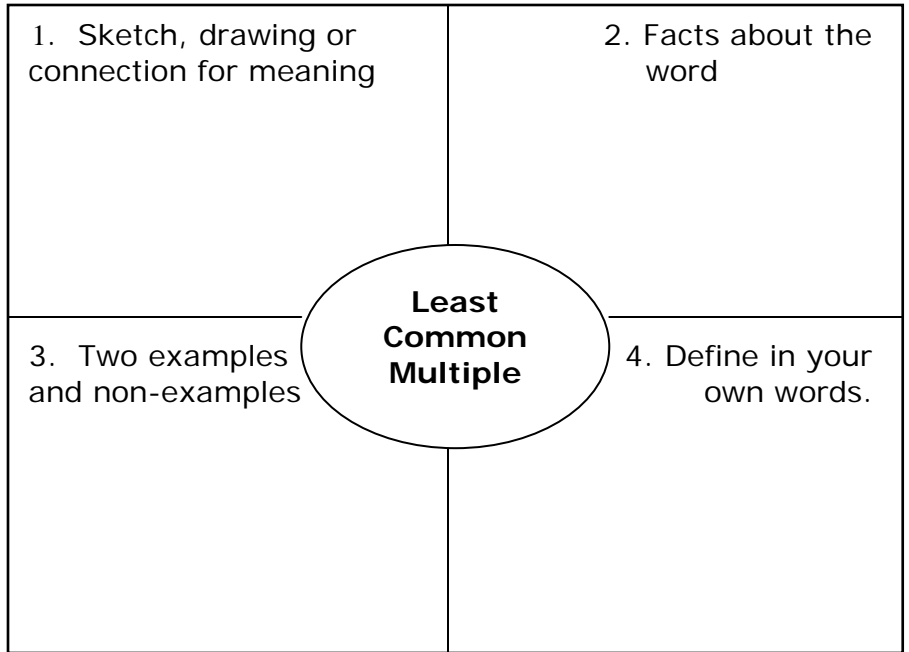 1. Sketch, drawing or
connection for meaning
2. Facts about the
word
Least
Common
Multiple
3. Two examples
and non-examples
4. Define in your
own words.